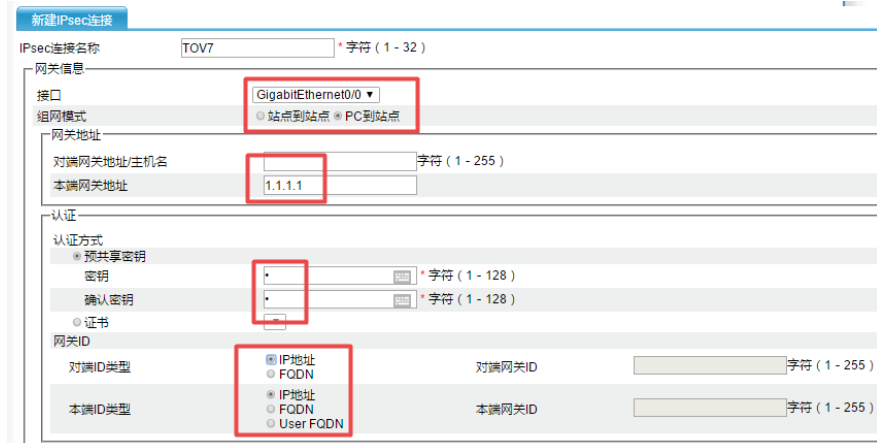 新建IPsec连接
IPsec连接名称 TOV7 *字符（1 - 32）
网关信息
接口 GigabitEthernet0/0 ▼
组网模式 站点到站点 PC到站点
网关地址
对端网关地址/主机名 字符（1 - 255）
本端网关地址 1.1.1.1
认证
认证方式
预共享密钥
密钥 • *字符（1 - 128）
确认密钥 • *字符（1 - 128）
证书
网关ID
对端ID类型 IP地址 对端网关ID 字符（1 - 255）
FQDN
本端ID类型 IP地址 本端网关ID 字符（1 - 255）
FQDN
User FQDN